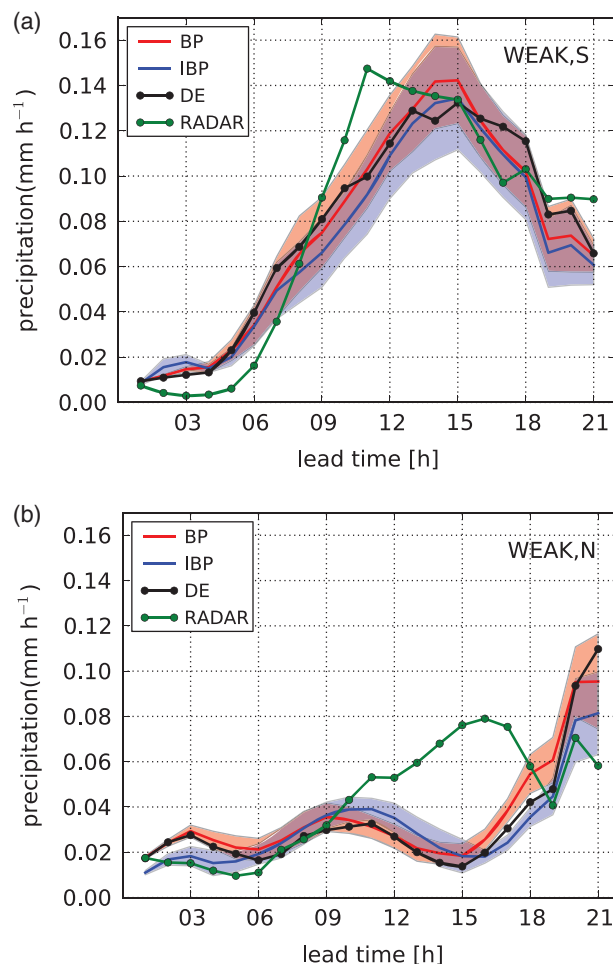 (a)
0.16
0.14
0.12
0.10
0.08
0.06
0.04
0.02
0.00
precipitation(mm h⁻¹)
BP
IBP
DE
RADAR
WEAK,S
03 06 09 12 15 18 21
lead time [h]
(b)
0.16
0.14
0.12
0.10
0.08
0.06
0.04
0.02
0.00
precipitation(mm h⁻¹)
BP
IBP
DE
RADAR
WEAK,N
03 06 09 12 15 18 21
lead time [h]